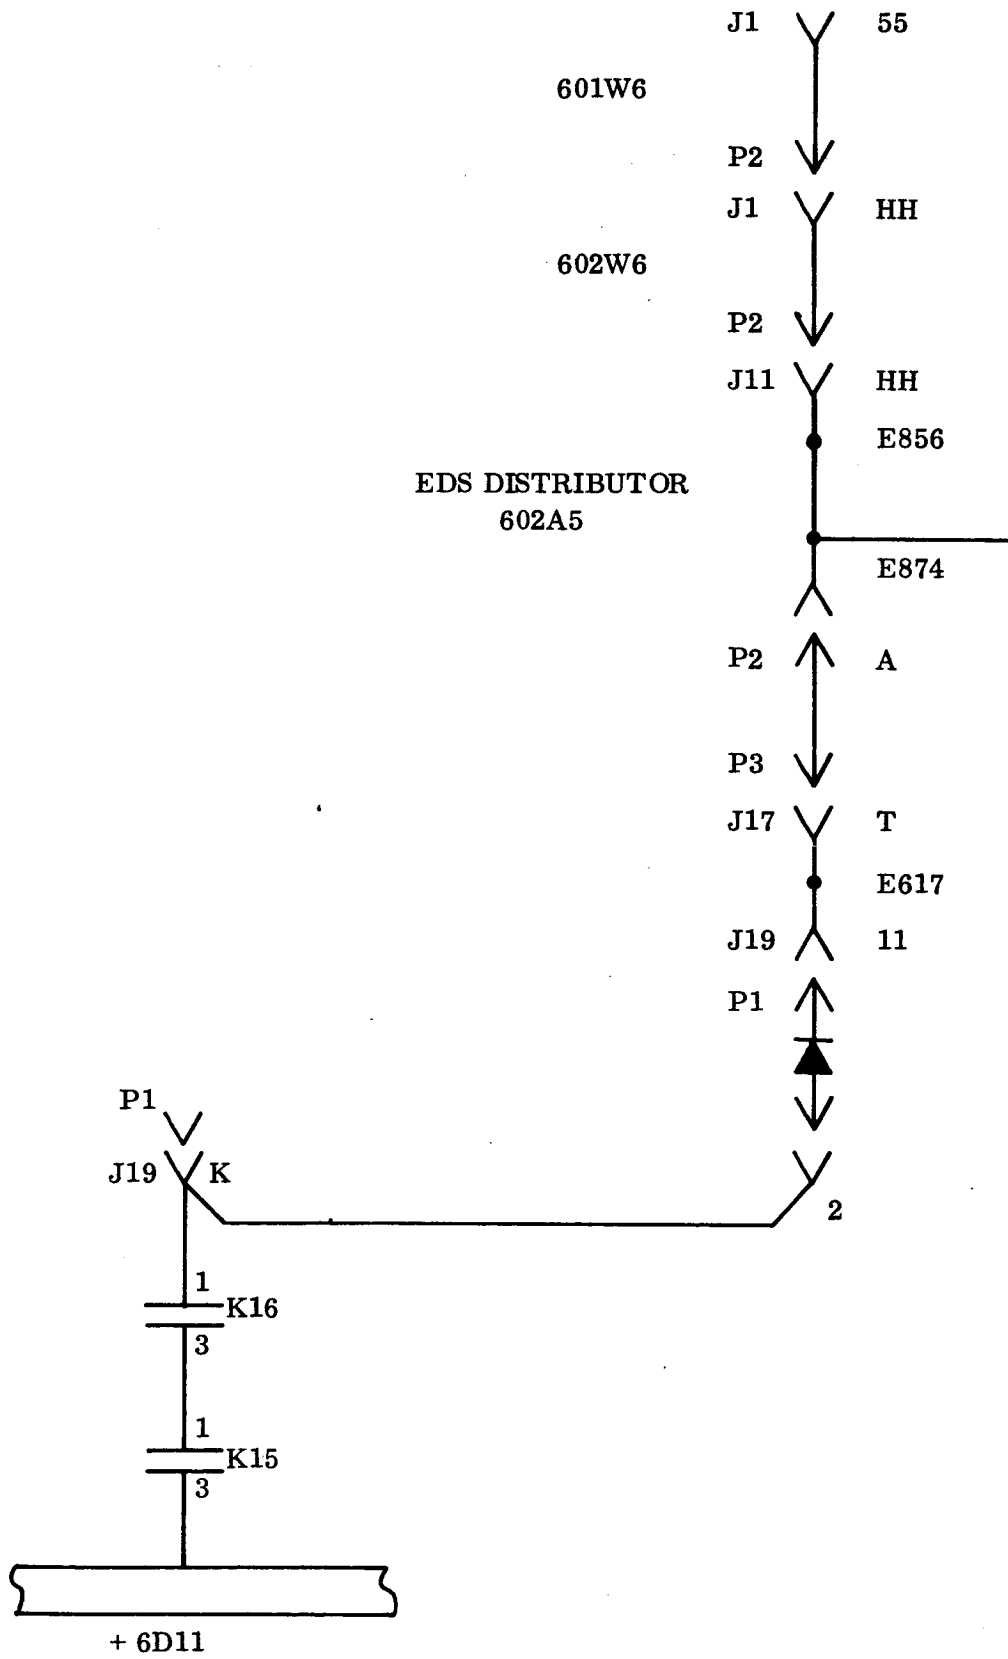 J1 55
601W6
P2
J1 HH
602W6
P2
J11 HH
E856
EDS DISTRIBUTOR
602A5
E874
P2 A
P3
J17 T
E617
J19 11
P1
P1
J19 K
2
1
K16
3
1
K15
3
+ 6D11